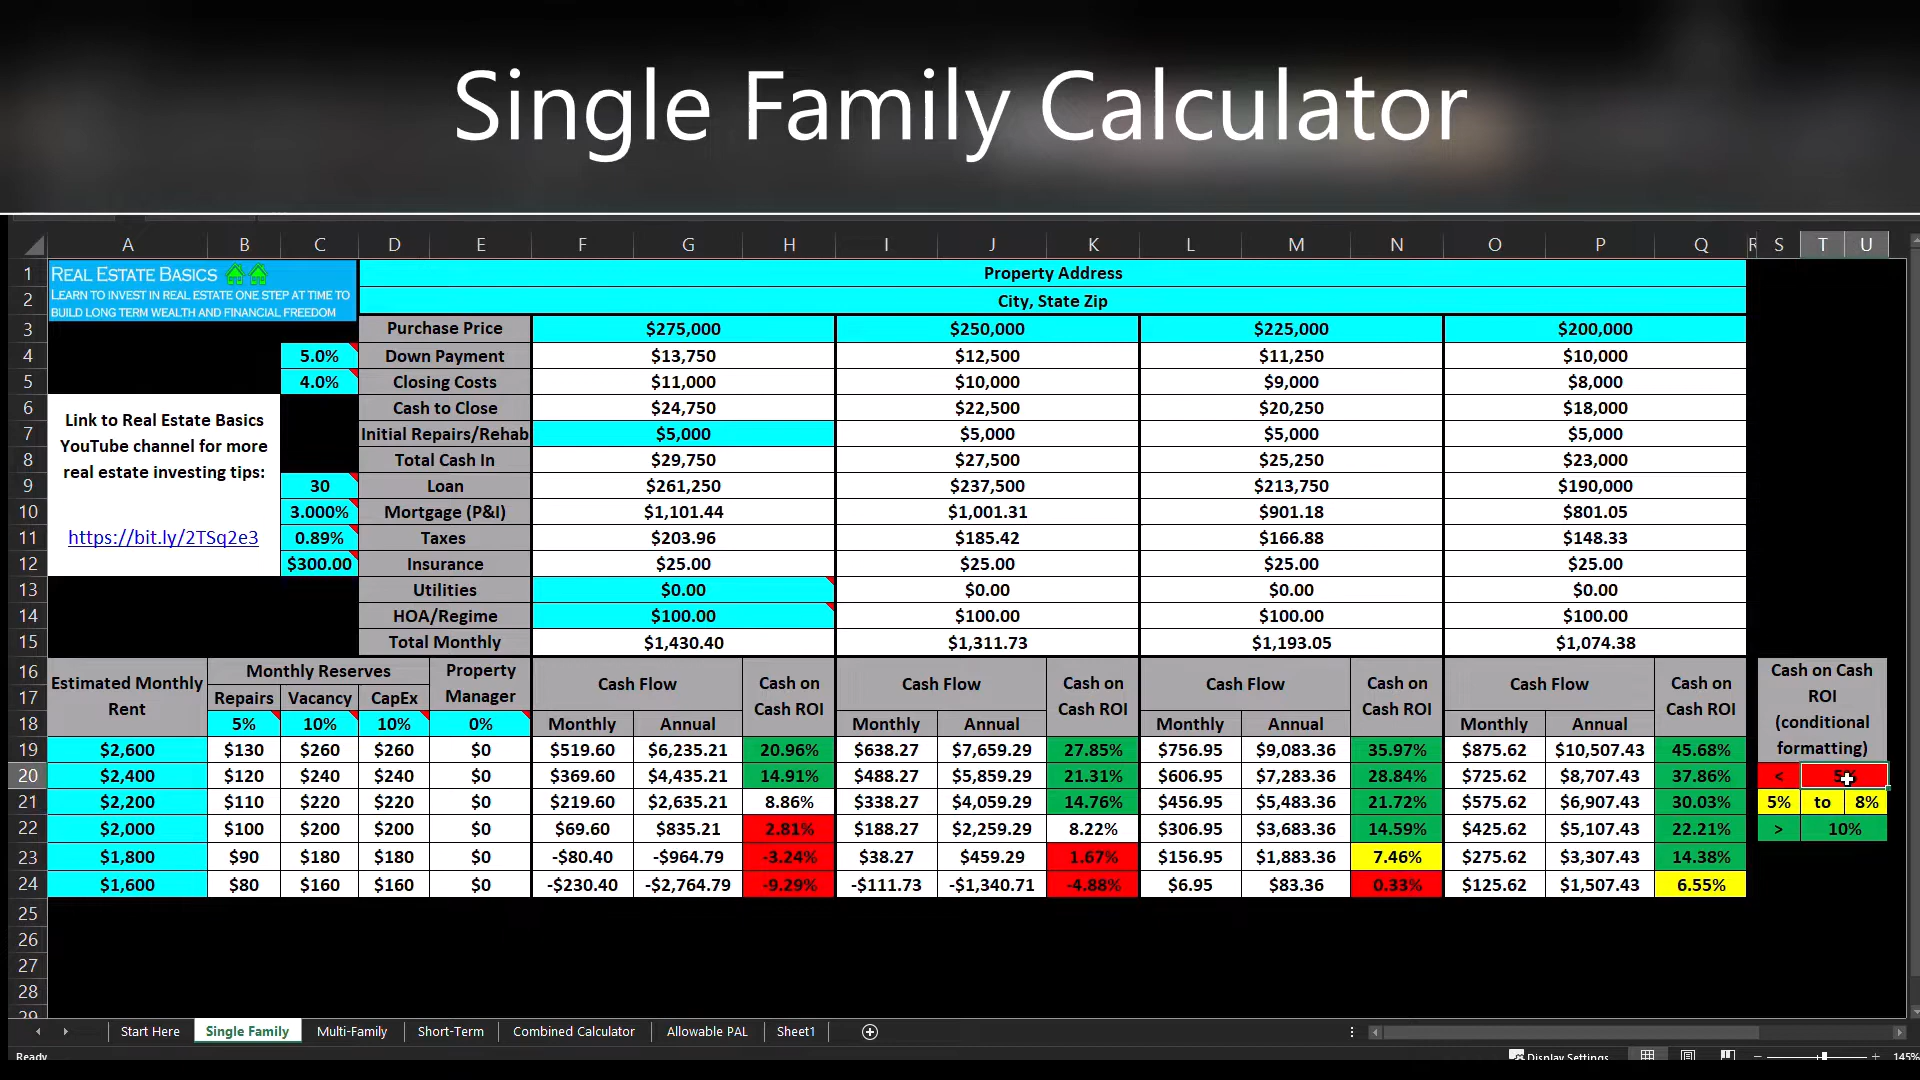 Single Family Calculator
A B C D E F G H I J K L M N O P Q R S T U
1 REAL ESTATE BASICS Property Address
LEARN TO INVEST IN REAL ESTATE ONE STEP AT TIME TO
BUILD LONG TERM WEALTH AND FINANCIAL FREEDOM
2 City, State Zip
3 Purchase Price $275,000 $250,000 $225,000 $200,000
4 5.0% Down Payment $13,750 $12,500 $11,250 $10,000
5 4.0% Closing Costs $11,000 $10,000 $9,000 $8,000
6 Cash to Close $24,750 $22,500 $20,250 $18,000
Link to Real Estate Basics
YouTube channel for more
real estate investing tips:
https://bit.ly/2TSq2e3
7 Initial Repairs/Rehab $5,000 $5,000 $5,000 $5,000
8 Total Cash In $29,750 $27,500 $25,250 $23,000
9 30 Loan $261,250 $237,500 $213,750 $190,000
10 3.000% Mortgage (P&I) $1,101.44 $1,001.31 $901.18 $801.05
11 0.89% Taxes $203.96 $185.42 $166.88 $148.33
12 $300.00 Insurance $25.00 $25.00 $25.00 $25.00
13 Utilities $0.00 $0.00 $0.00 $0.00
14 HOA/Regime $100.00 $100.00 $100.00 $100.00
15 Total Monthly $1,430.40 $1,311.73 $1,193.05 $1,074.38
16 Estimated Monthly Monthly Reserves Property Cash Flow Cash on Cash Flow Cash on Cash Flow Cash on Cash Flow Cash on
17 Rent Repairs Vacancy CapEx Manager Cash ROI Cash ROI Cash ROI Cash ROI
18 5% 10% 10% 0% Monthly Annual Monthly Annual Monthly Annual Monthly Annual
Cash on Cash
ROI
(conditional
formatting)
19 $2,600 $130 $260 $260 $0 $519.60 $6,235.21 20.96% $638.27 $7,659.29 27.85% $756.95 $9,083.36 35.97% $875.62 $10,507.43 45.68%
20 $2,400 $120 $240 $240 $0 $369.60 $4,435.21 14.91% $488.27 $5,859.29 21.31% $606.95 $7,283.36 28.84% $725.62 $8,707.43 37.86% <
21 $2,200 $110 $220 $220 $0 $219.60 $2,635.21 8.86% $338.27 $4,059.29 14.76% $456.95 $5,483.36 21.72% $575.62 $6,907.43 30.03% 5% to 8%
22 $2,000 $100 $200 $200 $0 $69.60 $835.21 2.81% $188.27 $2,259.29 8.22% $306.95 $3,683.36 14.59% $425.62 $5,107.43 22.21% > 10%
23 $1,800 $90 $180 $180 $0 -$80.40 -$964.79 -3.24% $38.27 $459.29 1.67% $156.95 $1,883.36 7.46% $275.62 $3,307.43 14.38%
24 $1,600 $80 $160 $160 $0 -$230.40 -$2,764.79 -9.29% -$111.73 -$1,340.71 -4.88% $6.95 $83.36 0.33% $125.62 $1,507.43 6.55%
25
26
27
28
29
Start Here Single Family Multi-Family Short-Term Combined Calculator Allowable PAL Sheet1
Ready Display Settings 145%